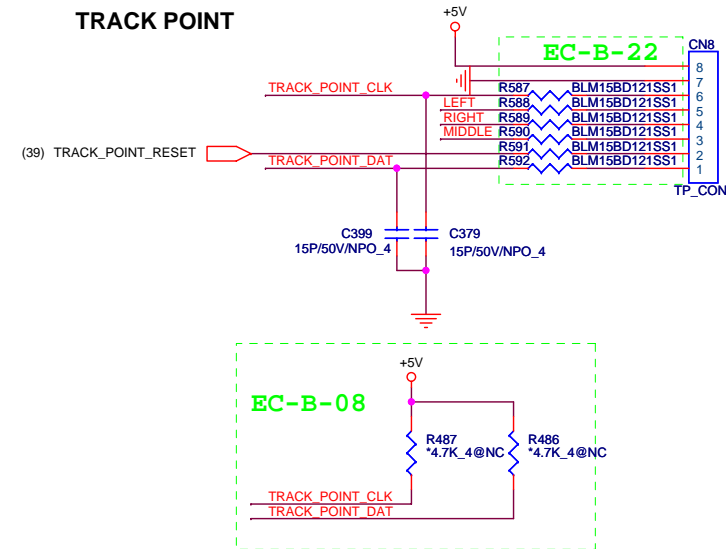 TRACK POINT
+5V
CN8
EC-B-22
8
7
TRACK_POINT_CLK
R587
BLM15BD121SS1
6
LEFT
R588
BLM15BD121SS1
5
RIGHT
R589
BLM15BD121SS1
4
MIDDLE
R590
BLM15BD121SS1
3
(39) TRACK_POINT_RESET
R591
BLM15BD121SS1
2
TRACK_POINT_DAT
R592
BLM15BD121SS1
1
TP_CON
C399
15P/50V/NPO_4
C379
15P/50V/NPO_4
+5V
EC-B-08
R487
*4.7K_4@NC
R486
*4.7K_4@NC
TRACK_POINT_CLK
TRACK_POINT_DAT